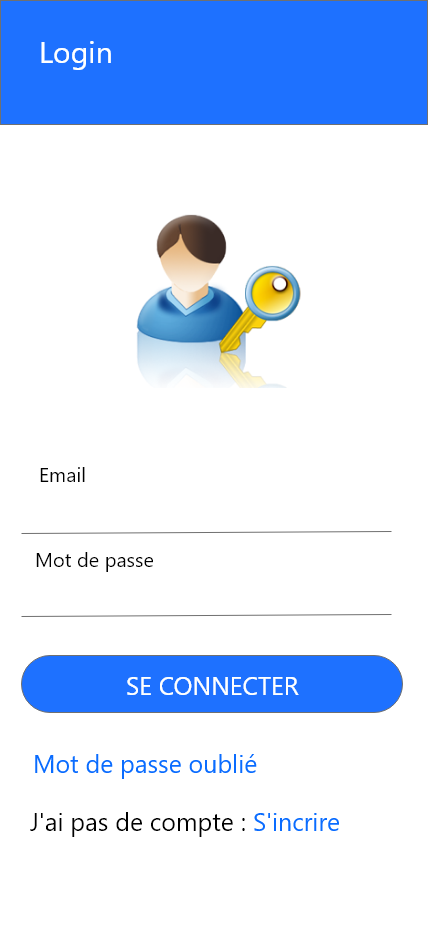 Login
Email
Mot de passe
SE CONNECTER
Mot de passe oublié
J'ai pas de compte : S'incrire